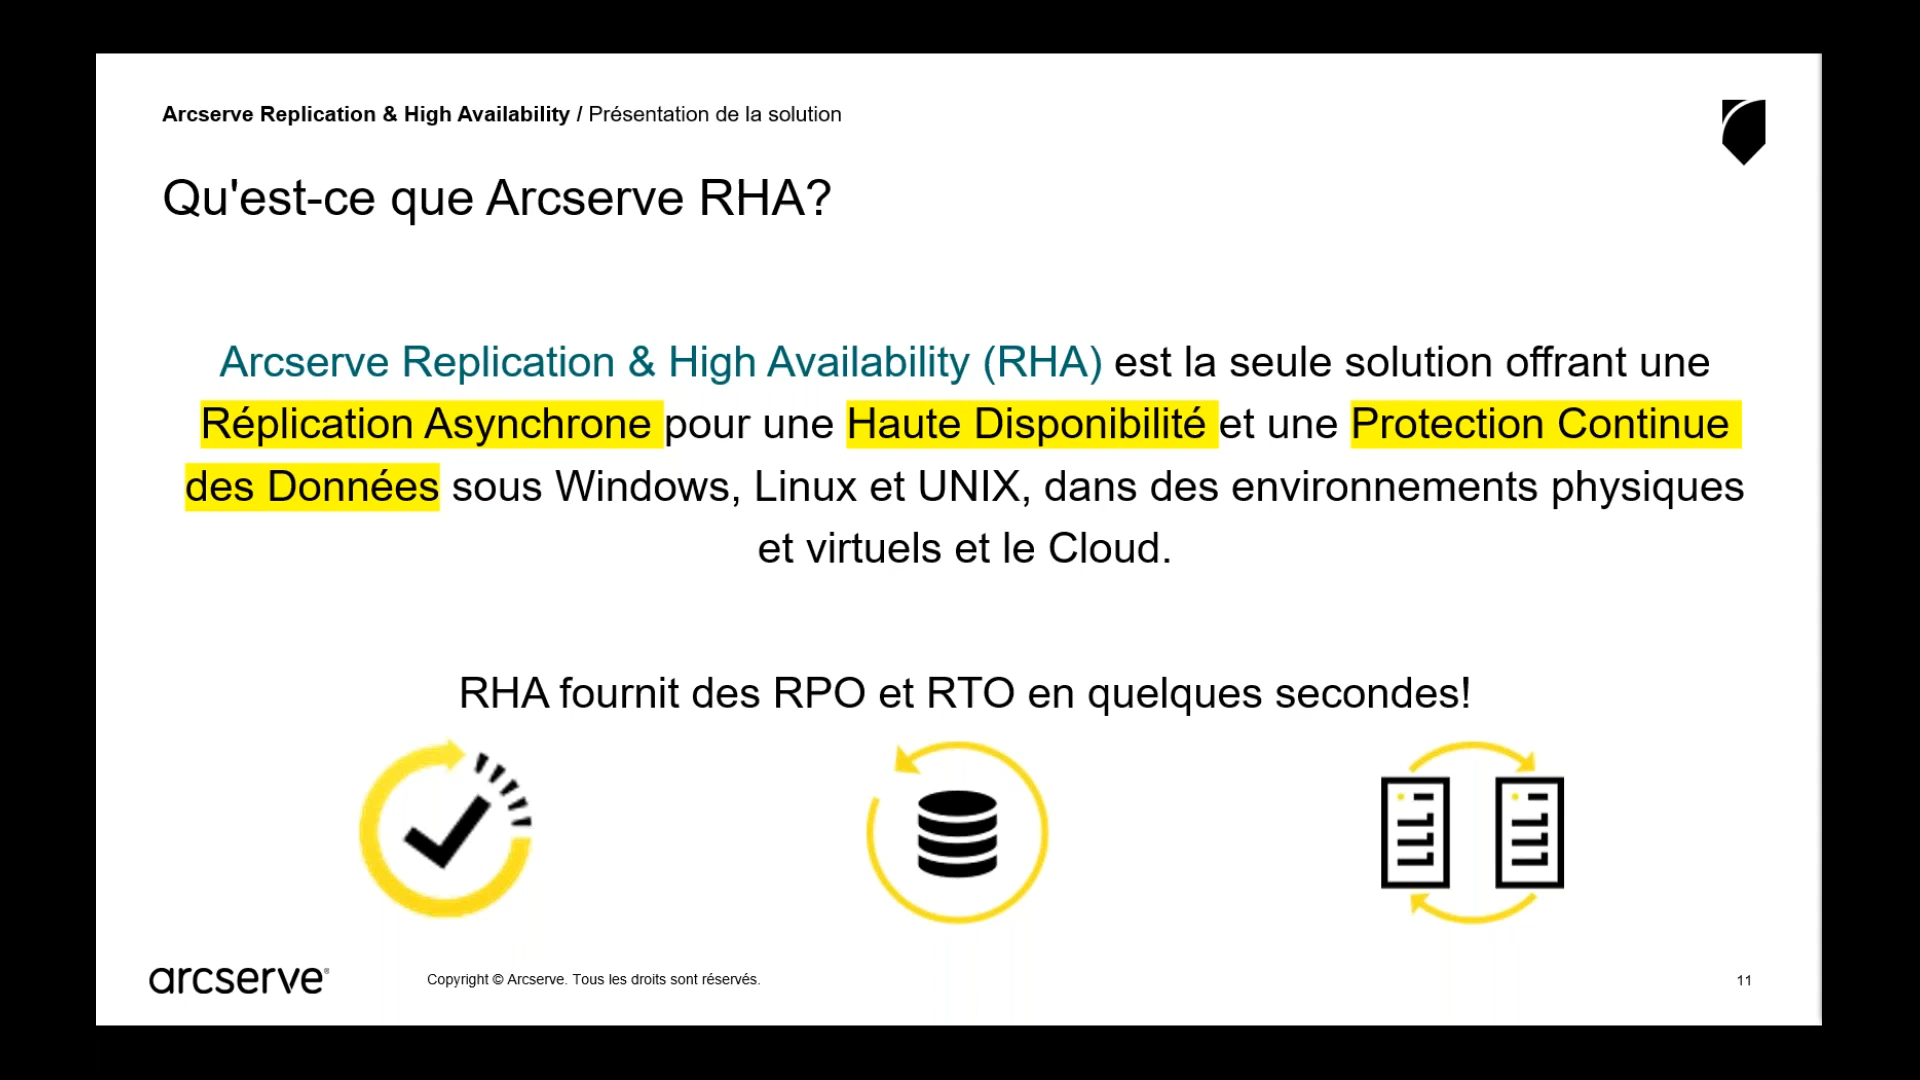 Arcserve Replication & High Availability / Présentation de la solution
Qu'est-ce que Arcserve RHA?
Arcserve Replication & High Availability (RHA) est la seule solution offrant une
Réplication Asynchrone pour une Haute Disponibilité et une Protection Continue
des Données sous Windows, Linux et UNIX, dans des environnements physiques
et virtuels et le Cloud.
RHA fournit des RPO et RTO en quelques secondes!
arcserve®
Copyright © Arcserve. Tous les droits sont réservés.
11